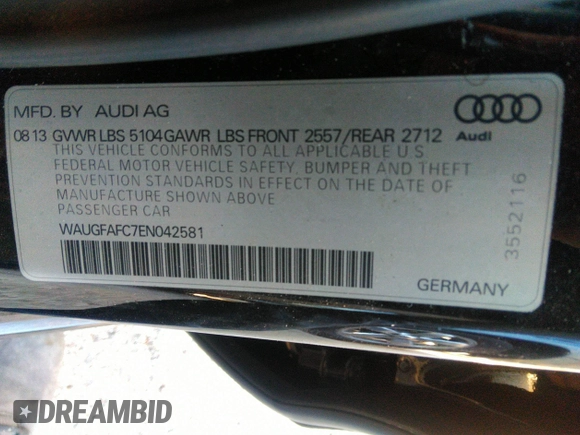 MFD. BY AUDI AG
08 13 GVWR LBS 5104 GAWR LBS FRONT 2557/REAR 2712
Audi
THIS VEHICLE CONFORMS TO ALL APPLICABLE U S
FEDERAL MOTOR VEHICLE SAFETY, BUMPER AND THEFT
PREVENTION STANDARDS IN EFFECT ON THE DATE OF
MANUFACTURE SHOWN ABOVE
PASSENGER CAR
WAUGFAFC7EN042581
3552116
GERMANY
DREAMBID